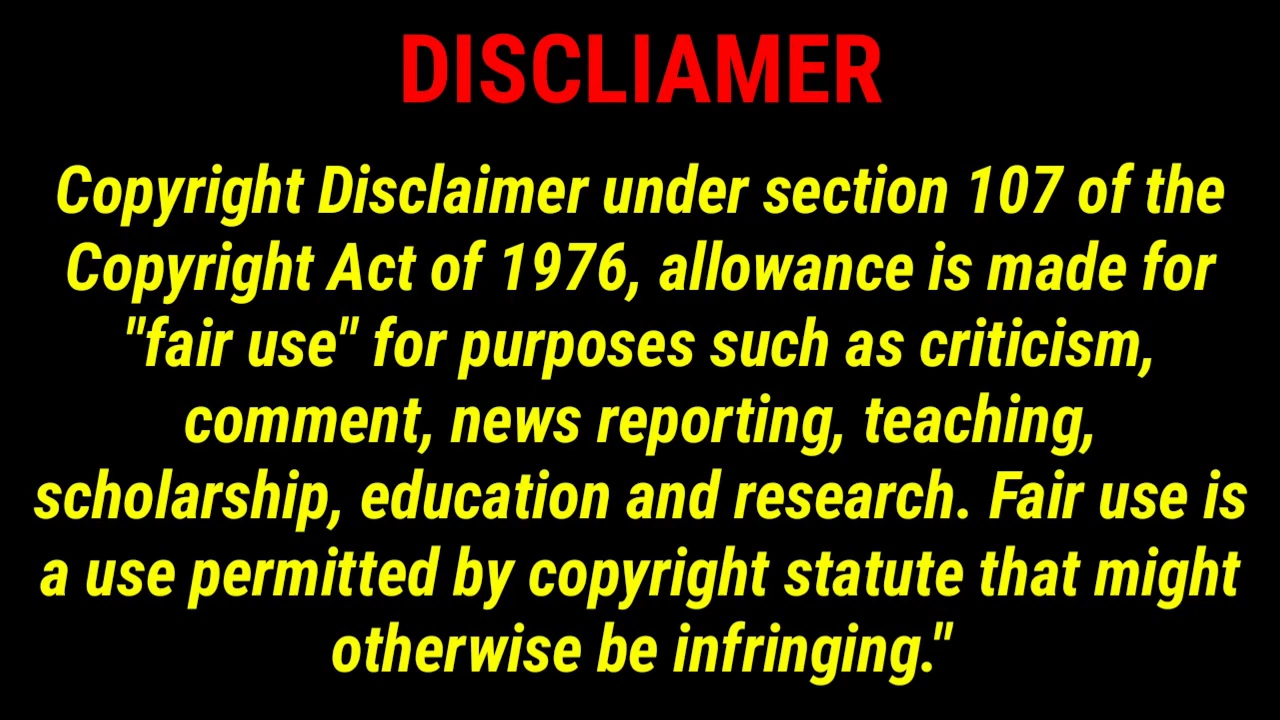 DISCLIAMER
Copyright Disclaimer under section 107 of the
Copyright Act of 1976, allowance is made for
"fair use" for purposes such as criticism,
comment, news reporting, teaching,
scholarship, education and research. Fair use is
a use permitted by copyright statute that might
otherwise be infringing."